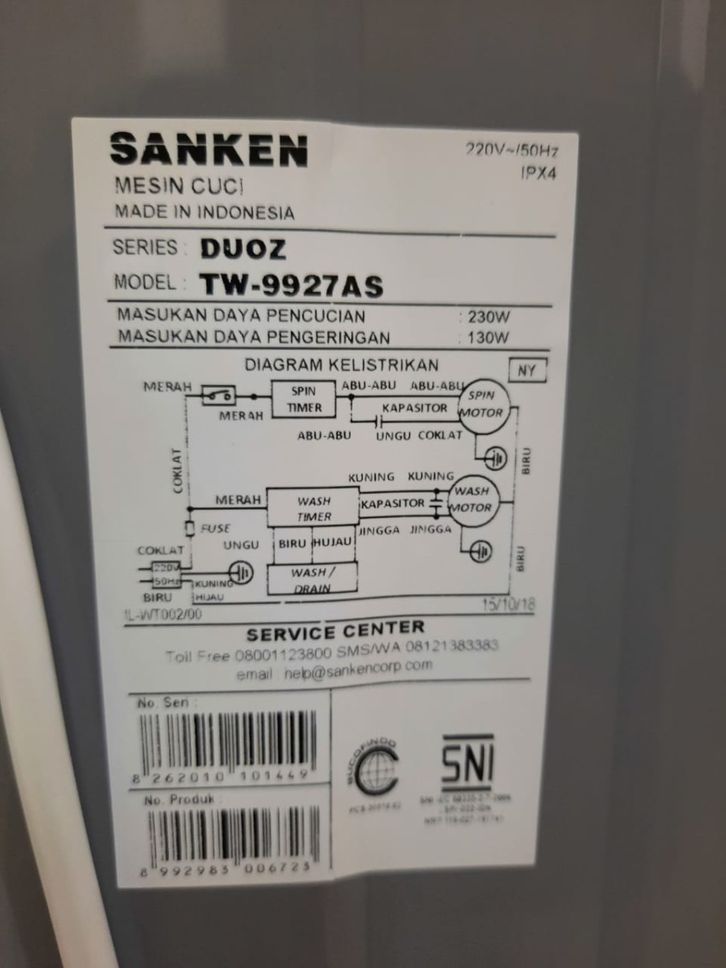 SANKEN
220V~/50Hz
IPX4
MESIN CUCI
MADE IN INDONESIA
SERIES : DUOZ
MODEL : TW-9927AS
MASUKAN DAYA PENCUCIAN : 230W
MASUKAN DAYA PENGERINGAN : 130W
DIAGRAM KELISTRIKAN
NY
MERAH
MERAH
SPIN TIMER
ABU-ABU
ABU-ABU
SPIN MOTOR
KAPASITOR
ABU-ABU
UNGU
COKLAT
COKLAT
BIRU
KUNING
KUNING
MERAH
WASH TIMER
KAPASITOR
WASH MOTOR
FUSE
JINGGA
JINGGA
UNGU
BIRU
HIJAU
COKLAT
220V
50Hz
KUNING
HIJAU
BIRU
WASH / DRAIN
BIRU
IL-WT002/00
15/10/18
SERVICE CENTER
Toll Free 08001123800 SMS/WA 08121383383
email : help@sankencorp.com
No. Seri :
8 262010 101449
No. Produk :
8 992983 006723
SUCOFINDO
SNI